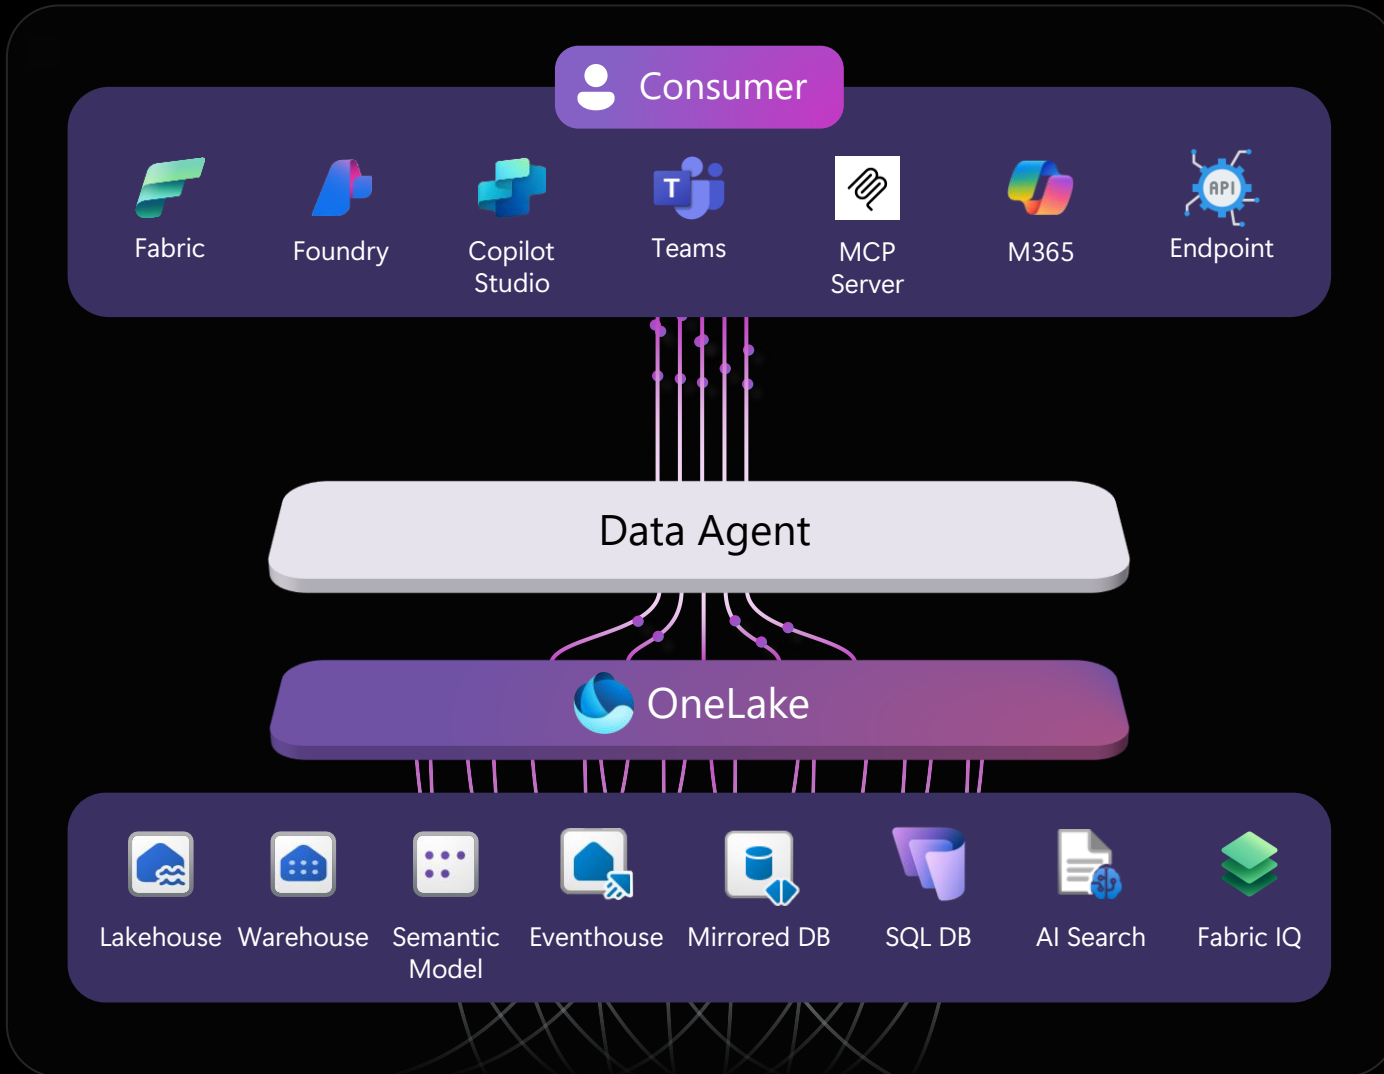 Consumer
Fabric
Foundry
Copilot
Studio
T
Teams
MCP
Server
M365
API
Endpoint
Data Agent
OneLake
Lakehouse
Warehouse
Semantic
Model
Eventhouse
Mirrored DB
SQL DB
AI Search
Fabric IQ